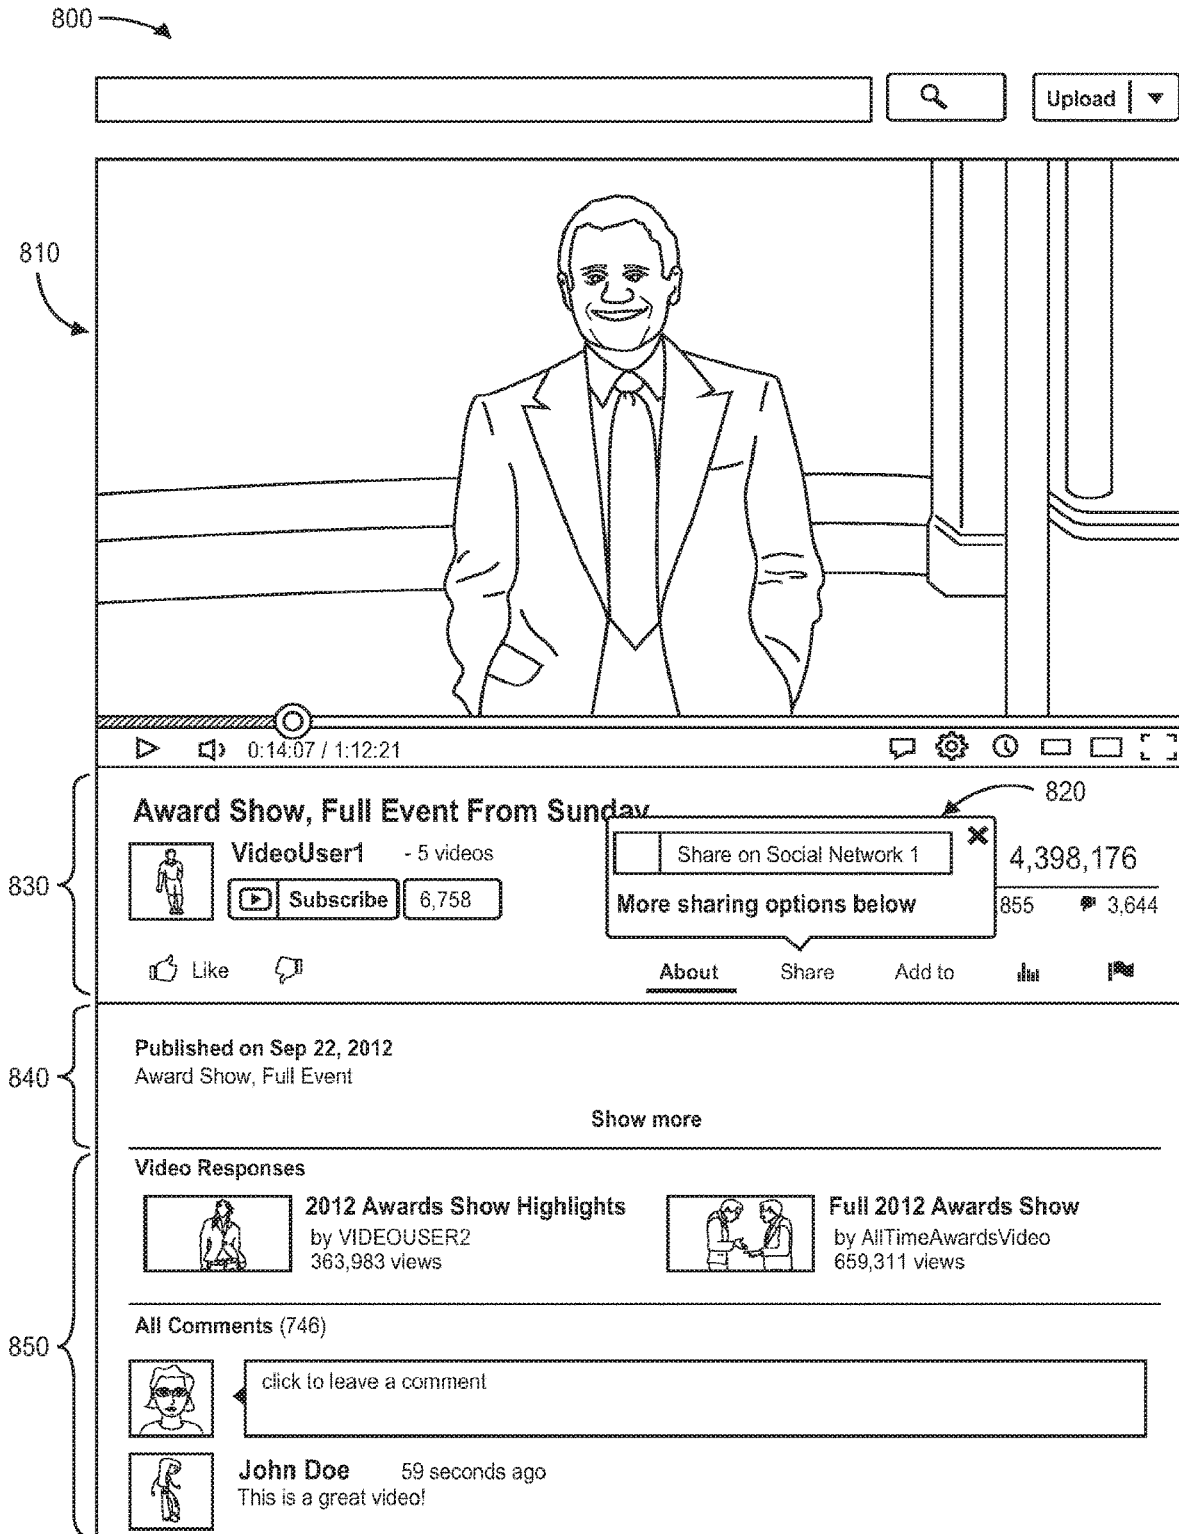 800
Upload
810
0:14:07 / 1:12:21
820
Award Show, Full Event From Sunday
830
VideoUser1 - 5 videos
Subscribe 6,758
Share on Social Network 1
More sharing options below
4,398,176
855 3,644
Like
About Share Add to
840
Published on Sep 22, 2012
Award Show, Full Event
Show more
850
Video Responses
2012 Awards Show Highlights
by VIDEOUSER2
363,983 views
Full 2012 Awards Show
by AllTimeAwardsVideo
659,311 views
All Comments (746)
click to leave a comment
John Doe 59 seconds ago
This is a great video!